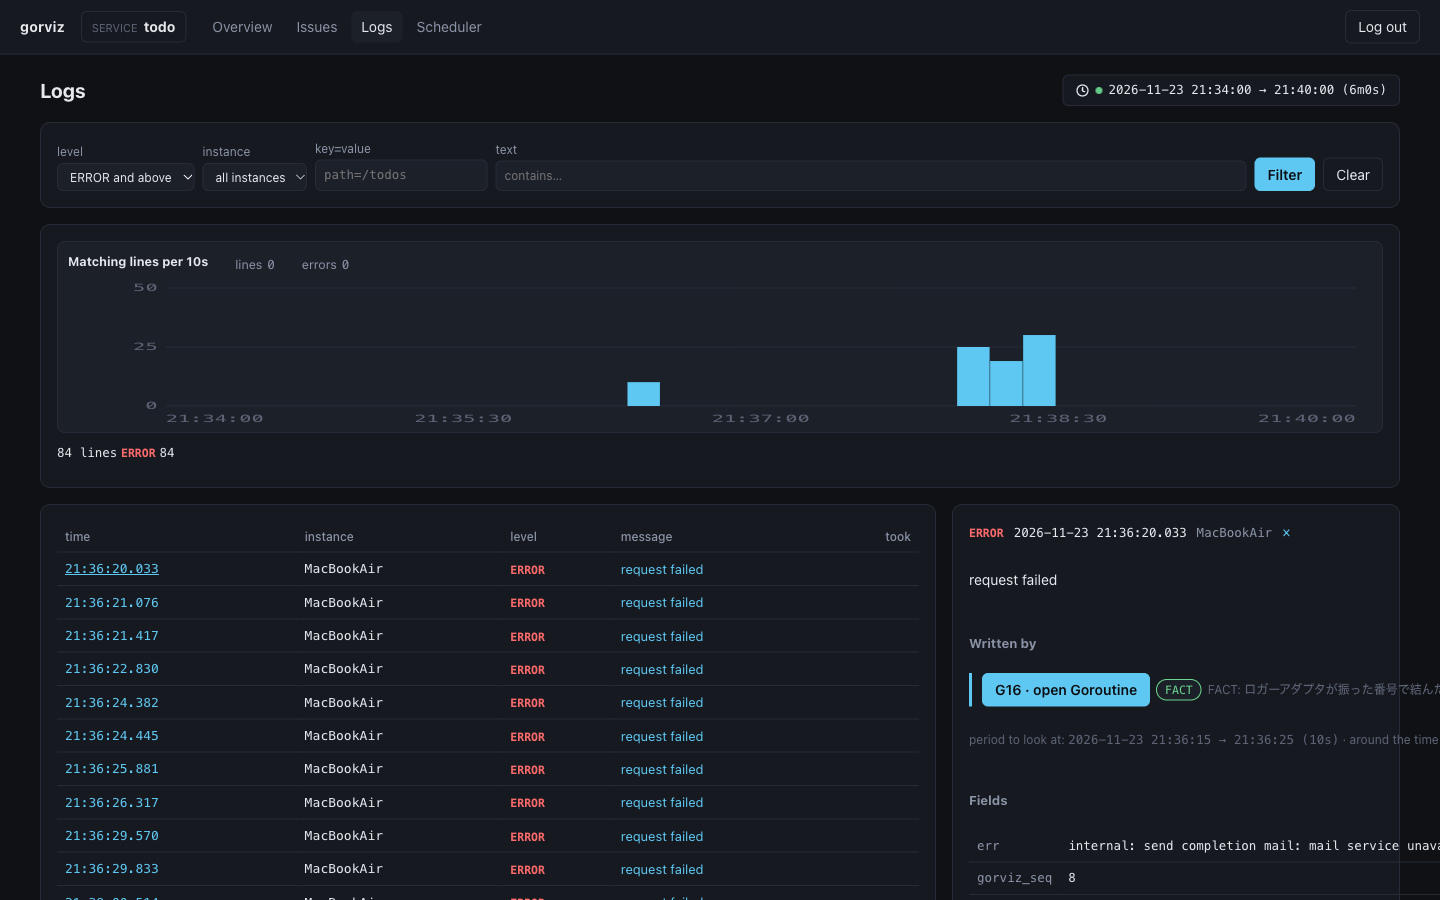 gorviz SERVICE todo Overview Issues Logs Scheduler Log out
Logs
2026-11-23 21:34:00 → 21:40:00 (6m0s)
level instance key=value text
ERROR and above all instances path=/todos contains... Filter Clear
Matching lines per 10s lines 0 errors 0
50
25
0
21:34:00 21:35:30 21:37:00 21:38:30 21:40:00
84 lines ERROR 84
time instance level message took
21:36:20.033 MacBookAir ERROR request failed
21:36:21.076 MacBookAir ERROR request failed
21:36:21.417 MacBookAir ERROR request failed
21:36:22.830 MacBookAir ERROR request failed
21:36:24.382 MacBookAir ERROR request failed
21:36:24.445 MacBookAir ERROR request failed
21:36:25.881 MacBookAir ERROR request failed
21:36:26.317 MacBookAir ERROR request failed
21:36:29.570 MacBookAir ERROR request failed
21:36:29.833 MacBookAir ERROR request failed
ERROR 2026-11-23 21:36:20.033 MacBookAir ×
request failed
Written by
G16 · open Goroutine FACT FACT: ロガーアダプタが振った番号で結んだ
period to look at: 2026-11-23 21:36:15 → 21:36:25 (10s) · around the time
Fields
err internal: send completion mail: mail service unava
gorviz_seq 8